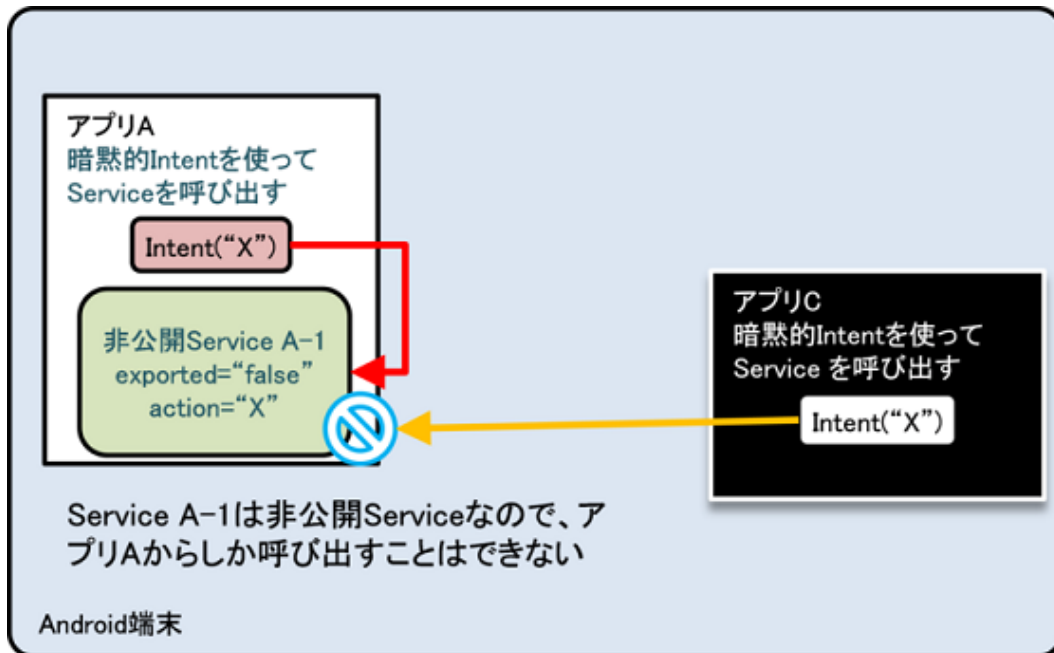 アプリA
暗黙的Intentを使って
Serviceを呼び出す
Intent(“X”)
非公開Service A-1
exported=“false”
action=“X”
アプリC
暗黙的Intentを使って
Service を呼び出す
Intent(“X”)
Service A-1は非公開Serviceなので、ア
プリAからしか呼び出すことはできない
Android端末